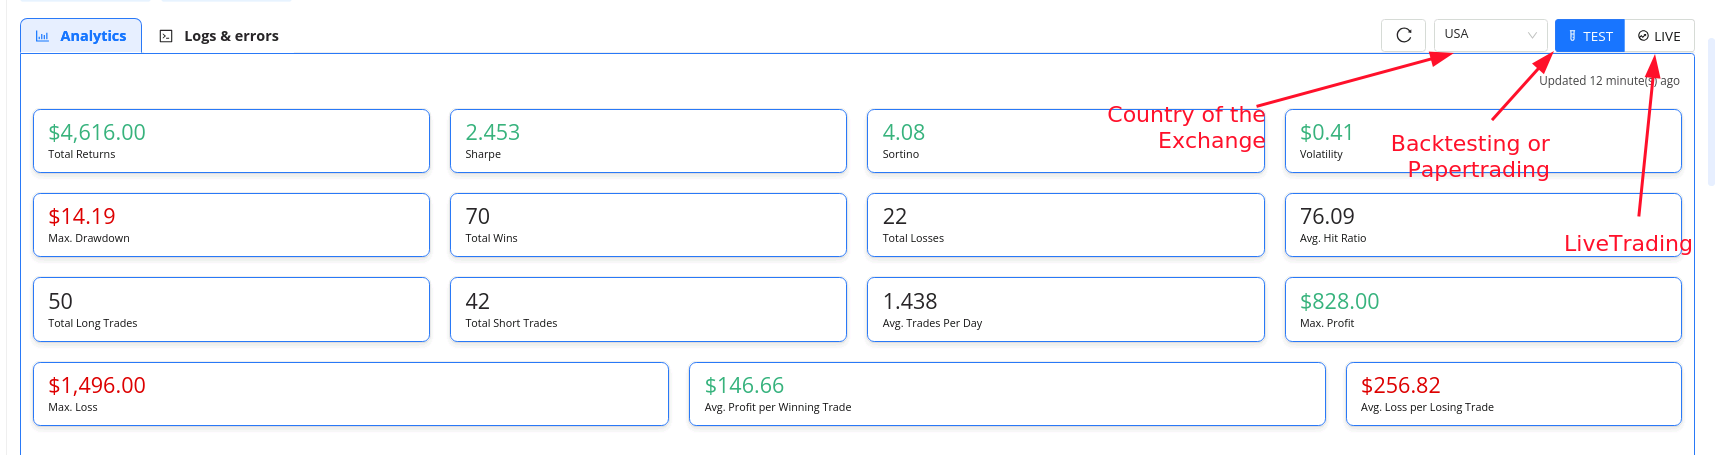 Analytics
Logs & errors
USA
TEST
LIVE
Updated 12 minute(s) ago
Country of the
Exchange
Backtesting or
Papertrading
LiveTrading
$4,616.00
Total Returns
2.453
Sharpe
4.08
Sortino
$0.41
Volatility
$14.19
Max. Drawdown
70
Total Wins
22
Total Losses
76.09
Avg. Hit Ratio
50
Total Long Trades
42
Total Short Trades
1.438
Avg. Trades Per Day
$828.00
Max. Profit
$1,496.00
Max. Loss
$146.66
Avg. Profit per Winning Trade
$256.82
Avg. Loss per Losing Trade